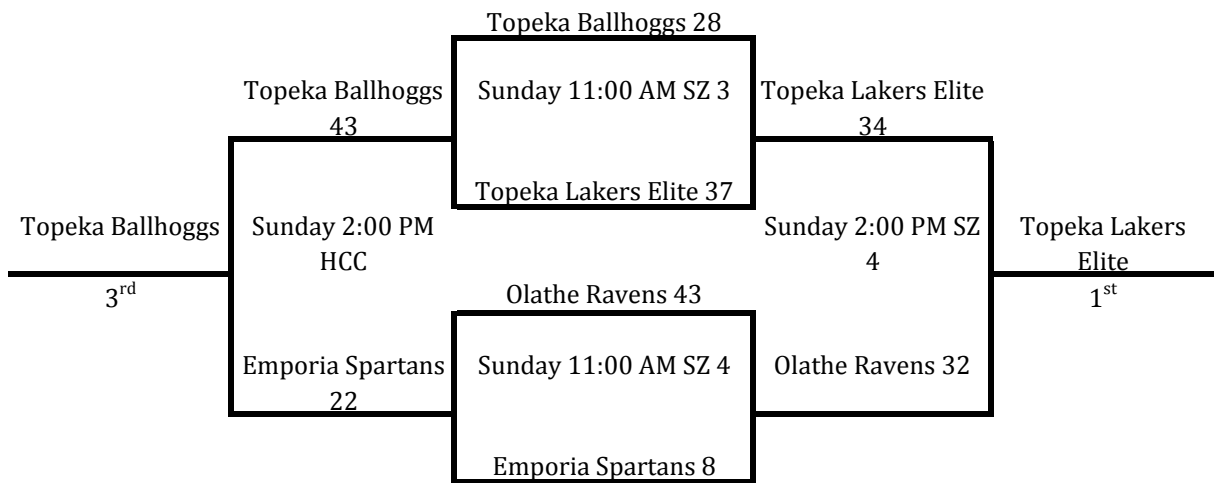 Topeka Ballhoggs 28
Topeka Ballhoggs
43
Sunday 11:00 AM SZ 3
Topeka Lakers Elite
34
Topeka Lakers Elite 37
Topeka Ballhoggs
Sunday 2:00 PM
HCC
Sunday 2:00 PM SZ
4
Topeka Lakers
Elite
3rd
1st
Olathe Ravens 43
Emporia Spartans
22
Sunday 11:00 AM SZ 4
Olathe Ravens 32
Emporia Spartans 8